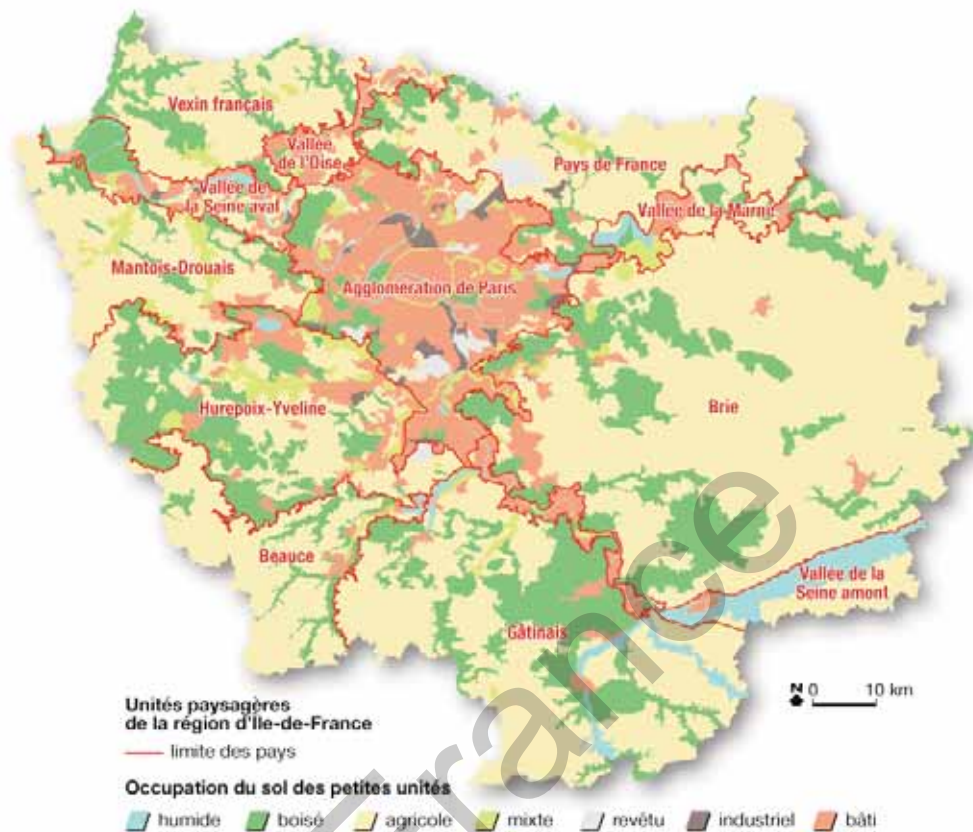 Vexin français
Vallée
de l'Oise
Pays de France
Vallée de
la Seine aval
Vallée de la Marne
Mantois-Drouais
Agglomération de Paris
Hurepoix-Yveline
Brie
Beauce
Vallée de la
Seine amont
Gâtinais
N 0 10 km
Unités paysagères
de la région d'Ile-de-France
limite des pays
Occupation du sol des petites unités
humide boisé agricole mixte revêtu industriel bâti
France